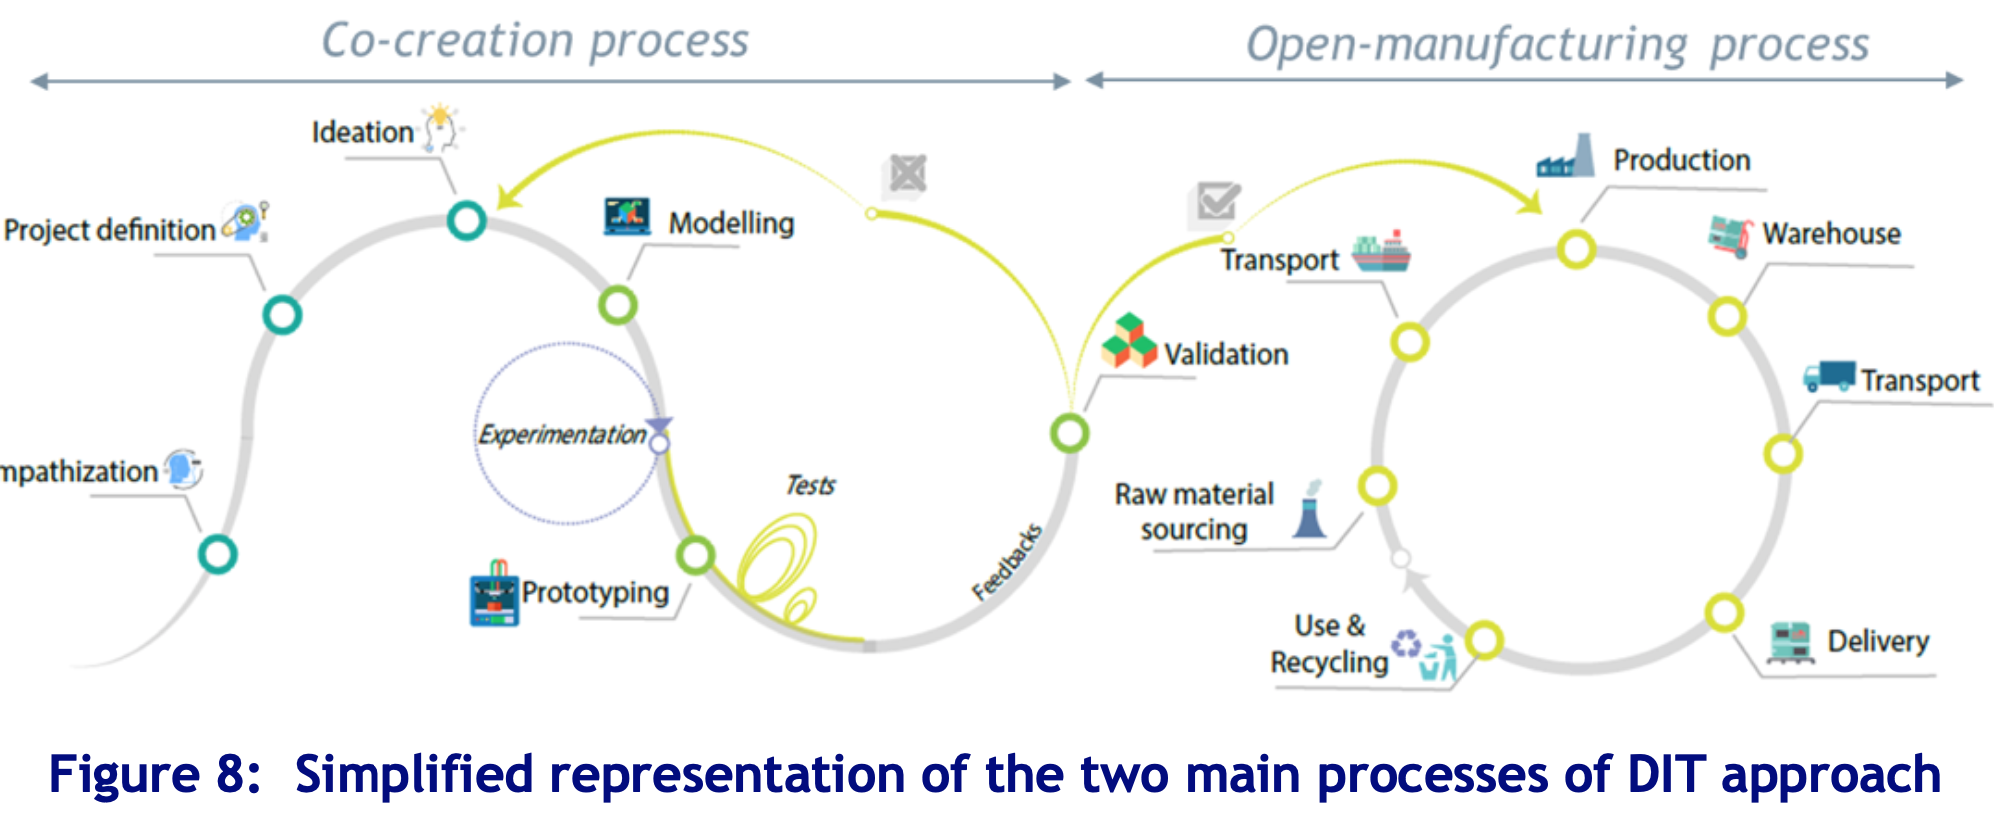 Co-creation process
Open-manufacturing process
Ideation
Project definition
Modelling
mpathization
Experimentation
Tests
Prototyping
Feedbacks
Validation
Production
Warehouse
Transport
Transport
Raw material
sourcing
Use &
Recycling
Delivery
Figure 8: Simplified representation of the two main processes of DIT approach